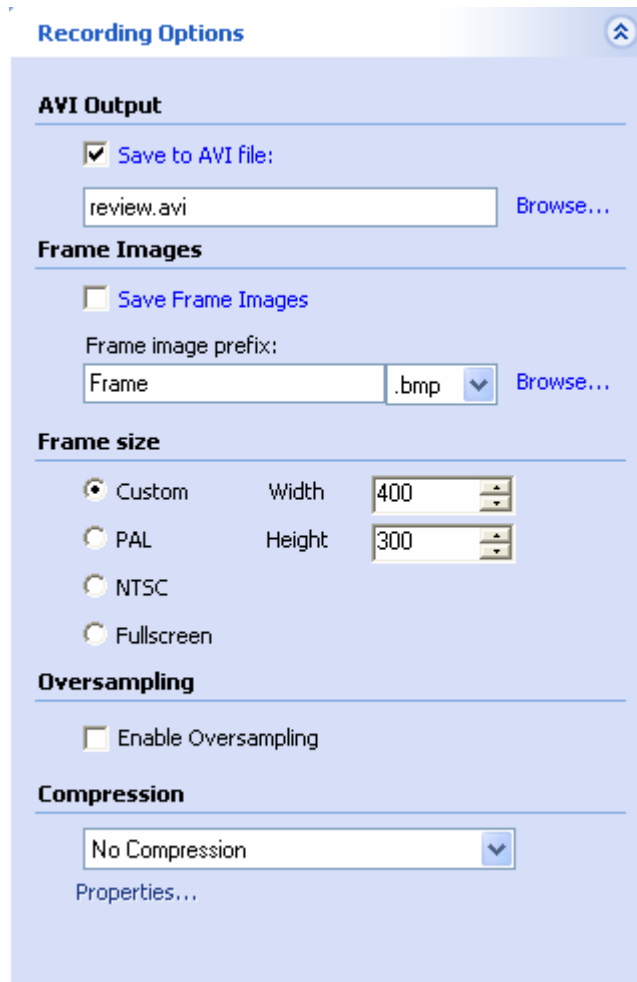 Recording Options
AVI Output
Save to AVI file:
review.avi Browse...
Frame Images
Save Frame Images
Frame image prefix:
Frame .bmp Browse...
Frame size
Custom Width 400
PAL Height 300
NTSC
Fullscreen
Oversampling
Enable Oversampling
Compression
No Compression
Properties...